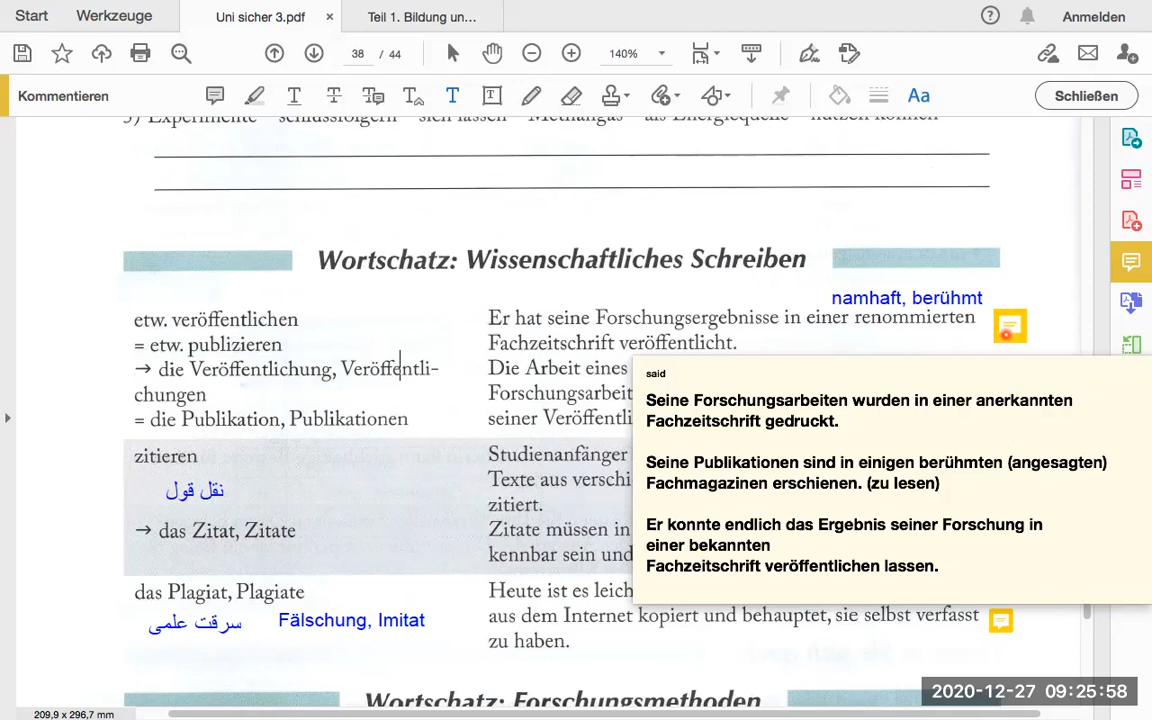 Start Werkzeuge Uni sicher 3.pdf × Teil 1. Bildung un... Anmelden
38 / 44 140%
Kommentieren Aa Schließen
3) Experimente – schlussfolgern – sich lassen – Methangas – als Energiequelle – nutzen können
Wortschatz: Wissenschaftliches Schreiben
namhaft, berühmt
etw. veröffentlichen
= etw. publizieren
→ die Veröffentlichung, Veröffentli-
chungen
= die Publikation, Publikationen
Er hat seine Forschungsergebnisse in einer renommierten
Fachzeitschrift veröffentlicht.
Die Arbeit eines
Forschungsarbeit
seiner Veröffentli
said
Seine Forschungsarbeiten wurden in einer anerkannten
Fachzeitschrift gedruckt.
Seine Publikationen sind in einigen berühmten (angesagten)
Fachmagazinen erschienen. (zu lesen)
Er konnte endlich das Ergebnis seiner Forschung in
einer bekannten
Fachzeitschrift veröffentlichen lassen.
zitieren
نقل قول
→ das Zitat, Zitate
Studienanfänger
Texte aus verschi
zitiert.
Zitate müssen in
kennbar sein und
das Plagiat, Plagiate
سرقت علمی Fälschung, Imitat
Heute ist es leich
aus dem Internet kopiert und behauptet, sie selbst verfasst
zu haben.
Wortschatz: Forschungsmethoden
2020-12-27 09:25:58
209,9 x 296,7 mm